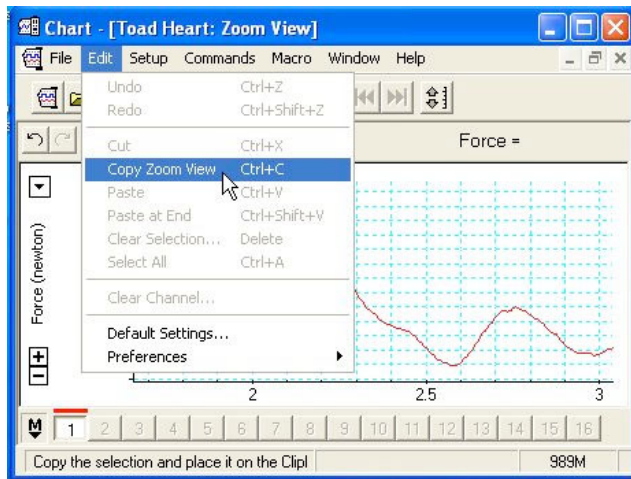 Chart - [Toad Heart: Zoom View]
File Edit Setup Commands Macro Window Help
Undo Ctrl+Z
Redo Ctrl+Shift+Z
Cut Ctrl+X
Copy Zoom View Ctrl+C
Paste Ctrl+V
Paste at End Ctrl+Shift+V
Clear Selection... Delete
Select All Ctrl+A
Clear Channel...
Default Settings...
Preferences
Force =
Force (newton)
2 2.5 3
M 1 2 3 4 5 6 7 8 9 10 11 12 13 14 15 16
Copy the selection and place it on the Clipl 989M